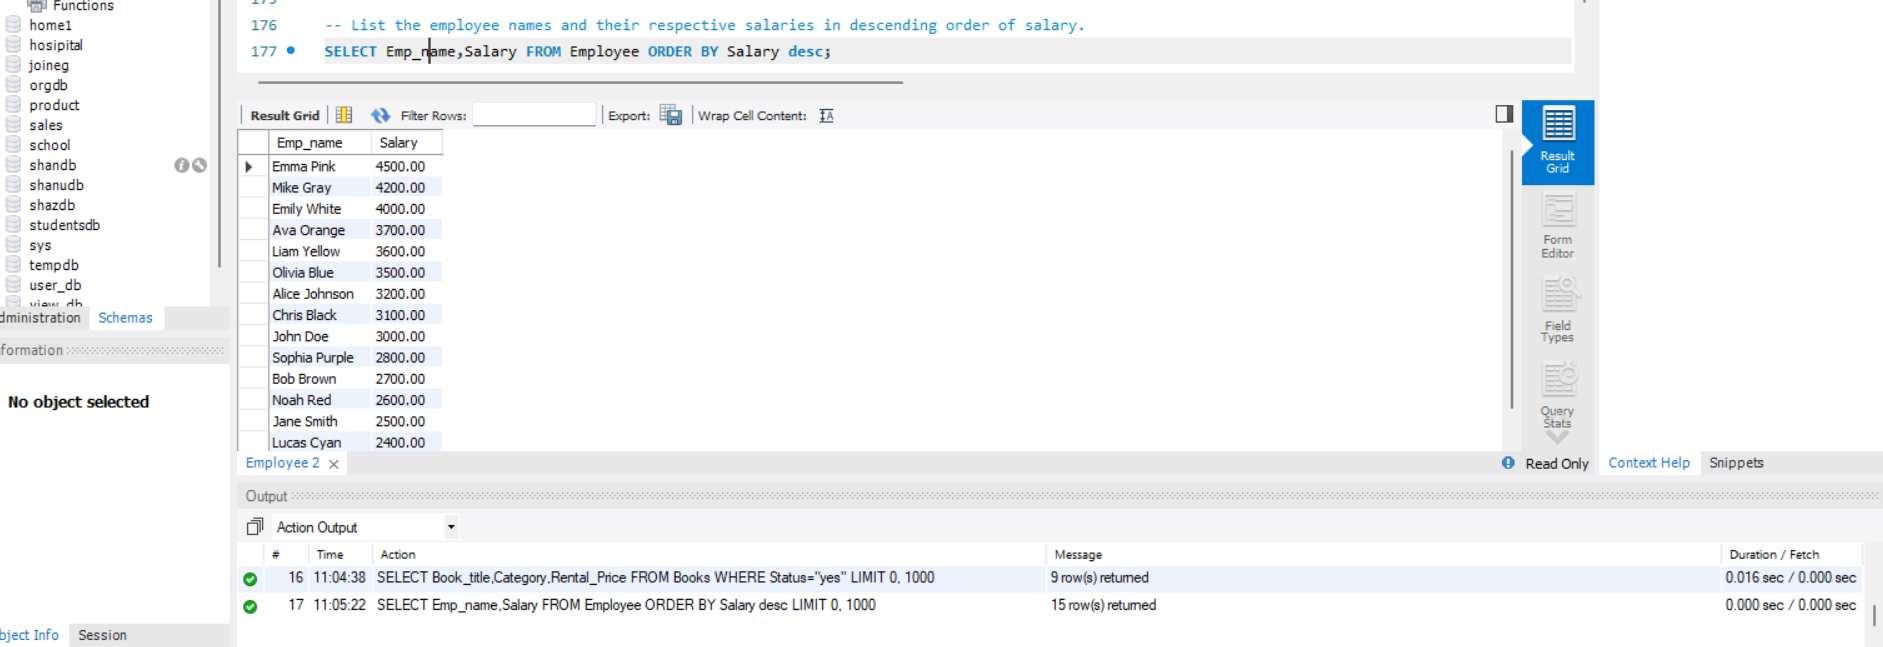 Functions
home1
hosipital
joineg
orgdb
product
sales
school
shandb
shanudb
shazdb
studentsdb
sys
tempdb
user_db
view_db
dministration Schemas
formation
No object selected
bject Info Session
175
176 -- List the employee names and their respective salaries in descending order of salary.
177 SELECT Emp_name,Salary FROM Employee ORDER BY Salary desc;
Result Grid Filter Rows: Export: Wrap Cell Content:
Emp_name Salary
Emma Pink 4500.00
Mike Gray 4200.00
Emily White 4000.00
Ava Orange 3700.00
Liam Yellow 3600.00
Olivia Blue 3500.00
Alice Johnson 3200.00
Chris Black 3100.00
John Doe 3000.00
Sophia Purple 2800.00
Bob Brown 2700.00
Noah Red 2600.00
Jane Smith 2500.00
Lucas Cyan 2400.00
Result
Grid
Form
Editor
Field
Types
Query
Stats
Employee 2 Read Only Context Help Snippets
Output
Action Output
# Time Action Message Duration / Fetch
16 11:04:38 SELECT Book_title,Category,Rental_Price FROM Books WHERE Status="yes" LIMIT 0, 1000 9 row(s) returned 0.016 sec / 0.000 sec
17 11:05:22 SELECT Emp_name,Salary FROM Employee ORDER BY Salary desc LIMIT 0, 1000 15 row(s) returned 0.000 sec / 0.000 sec